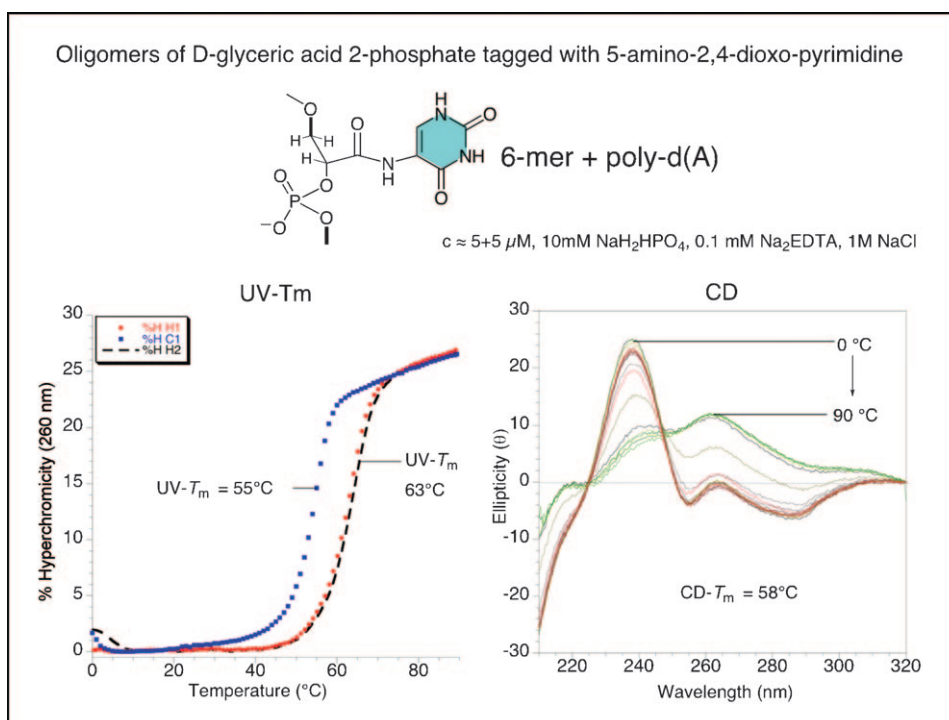 Oligomers of D-glyceric acid 2-phosphate tagged with 5-amino-2,4-dioxo-pyrimidine
O
H H
O
N
H
O
NH
O
H
O
N
H
O
P
O
⁻O
O
6-mer + poly-d(A)
c ≈ 5+5 µM, 10mM NaH₂HPO₄, 0.1 mM Na₂EDTA, 1M NaCl
UV-Tm
%H H1
%H C1
%H H2
UV-Tₘ = 55°C
UV-Tₘ
63°C
% Hyperchromicity (260 nm)
30
25
20
15
10
5
0
0 20 40 60 80
Temperature (°C)
CD
0 °C
90 °C
CD-Tₘ = 58°C
Ellipticity (θ)
30
20
10
0
-10
-20
-30
220 240 260 280 300 320
Wavelength (nm)